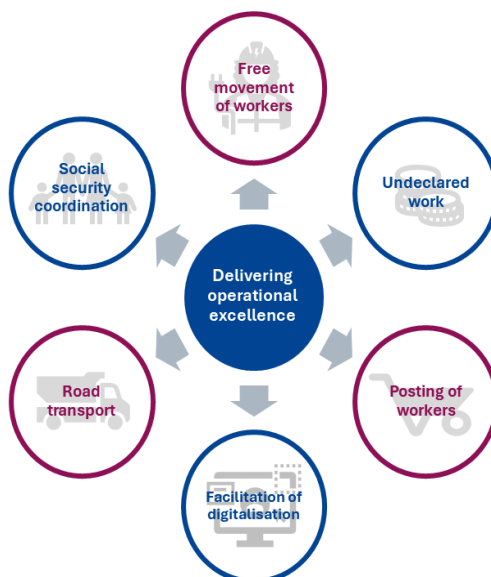 Free
movement
of workers
Social
security
coordination
Undeclared
work
Delivering
operational
excellence
Road
transport
Posting of
workers
Facilitation of
digitalisation